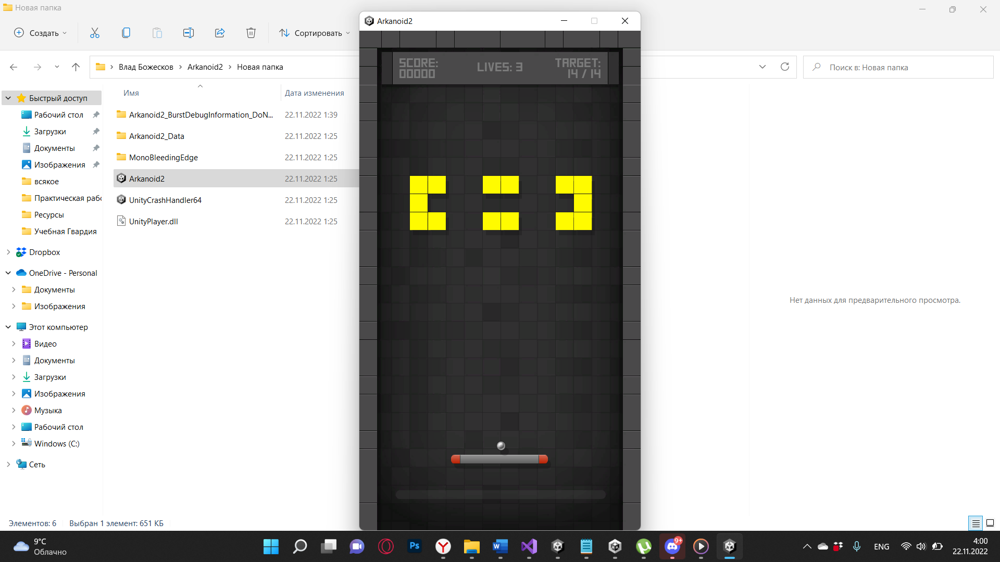 Новая папка
Создать
Сортировать
Влад Божесков
Arkanoid2
Новая папка
Поиск в: Новая папка
Быстрый доступ
Рабочий стол
Загрузки
Документы
Изображения
всякое
Практическая рабо
Ресурсы
Учебная Гвардия
Dropbox
OneDrive - Personal
Документы
Изображения
Этот компьютер
Видео
Документы
Загрузки
Изображения
Музыка
Рабочий стол
Windows (C:)
Сеть
Имя
Дата изменения
Arkanoid2_BurstDebugInformation_DoN...
22.11.2022 1:39
Arkanoid2_Data
22.11.2022 1:25
MonoBleedingEdge
22.11.2022 1:25
Arkanoid2
22.11.2022 1:25
UnityCrashHandler64
22.11.2022 1:25
UnityPlayer.dll
22.11.2022 1:25
Arkanoid2
SCORE:
00000
LIVES: 3
TARGET:
14 / 14
Нет данных для предварительного просмотра.
Элементов: 6
Выбран 1 элемент: 651 КБ
9°C
Облачно
Ps
W
9+
ENG
4:00
22.11.2022